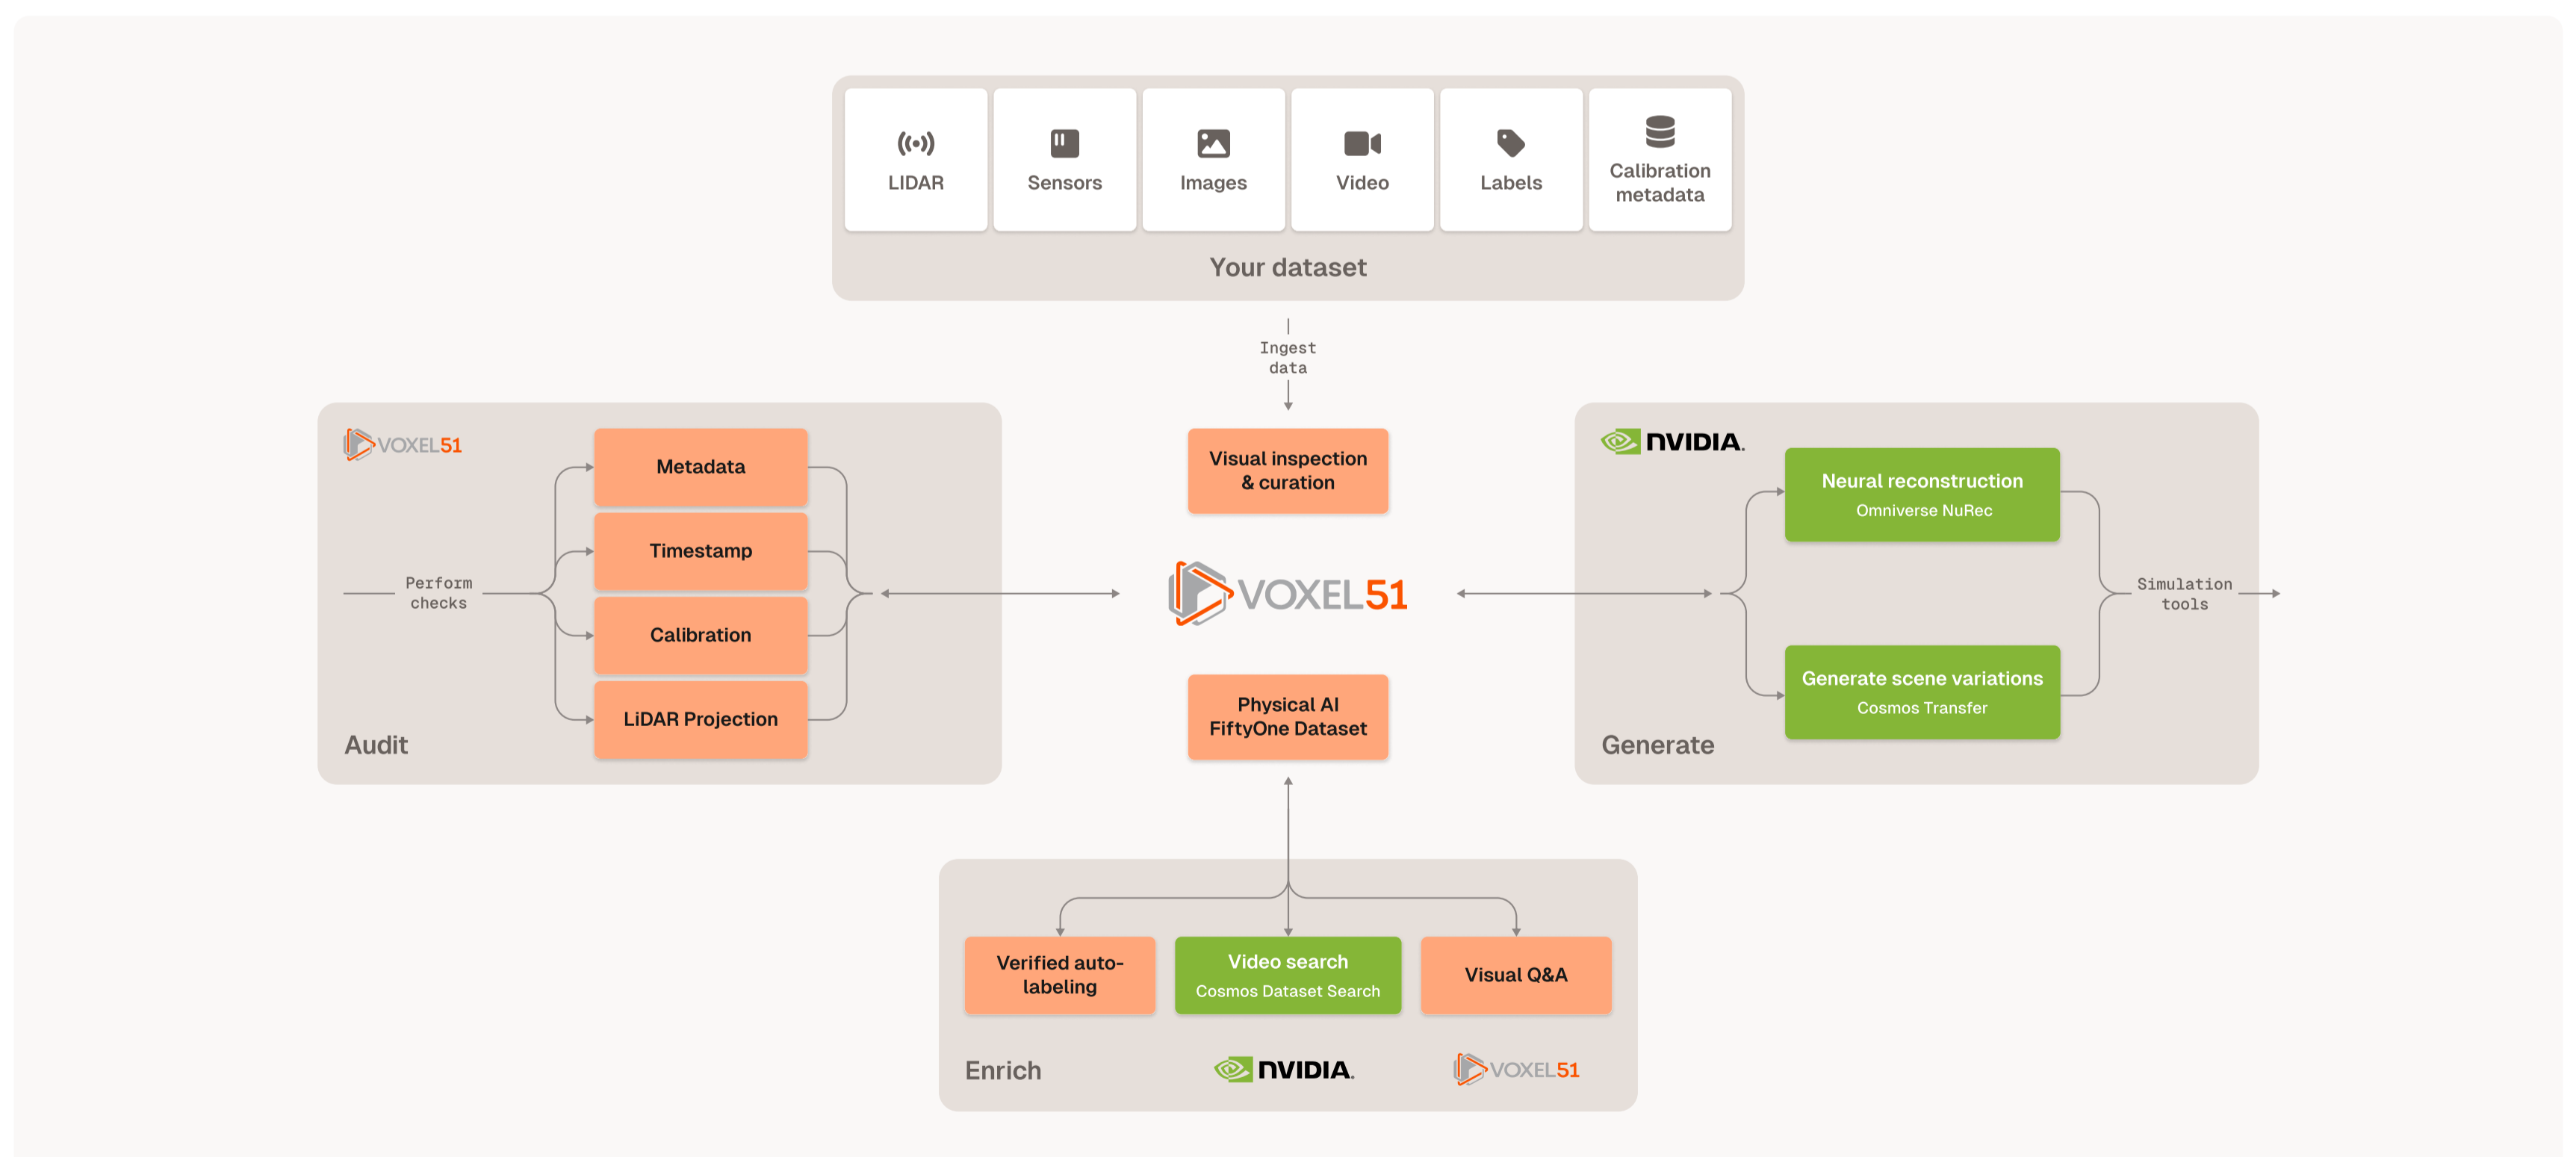 LIDAR
Sensors
Images
Video
Labels
Calibration
metadata
Your dataset
Ingest
data
VOXEL51
Perform
checks
Metadata
Timestamp
Calibration
LiDAR Projection
Audit
Visual inspection
& curation
VOXEL51
Physical AI
FiftyOne Dataset
NVIDIA.
Neural reconstruction
Omniverse NuRec
Generate scene variations
Cosmos Transfer
Simulation
tools
Generate
Verified auto-
labeling
Video search
Cosmos Dataset Search
Visual Q&A
Enrich
NVIDIA.
VOXEL51